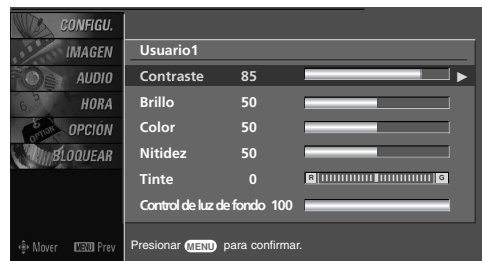 CONFIGU.
IMAGEN
AUDIO
HORA
OPCIÓN
BLOQUEAR
Mover MENU Prev
Usuario1
Contraste 85
Brillo 50
Color 50
Nitidez 50
Tinte 0 R G
Control de luz de fondo 100
Presionar MENU para confirmar.